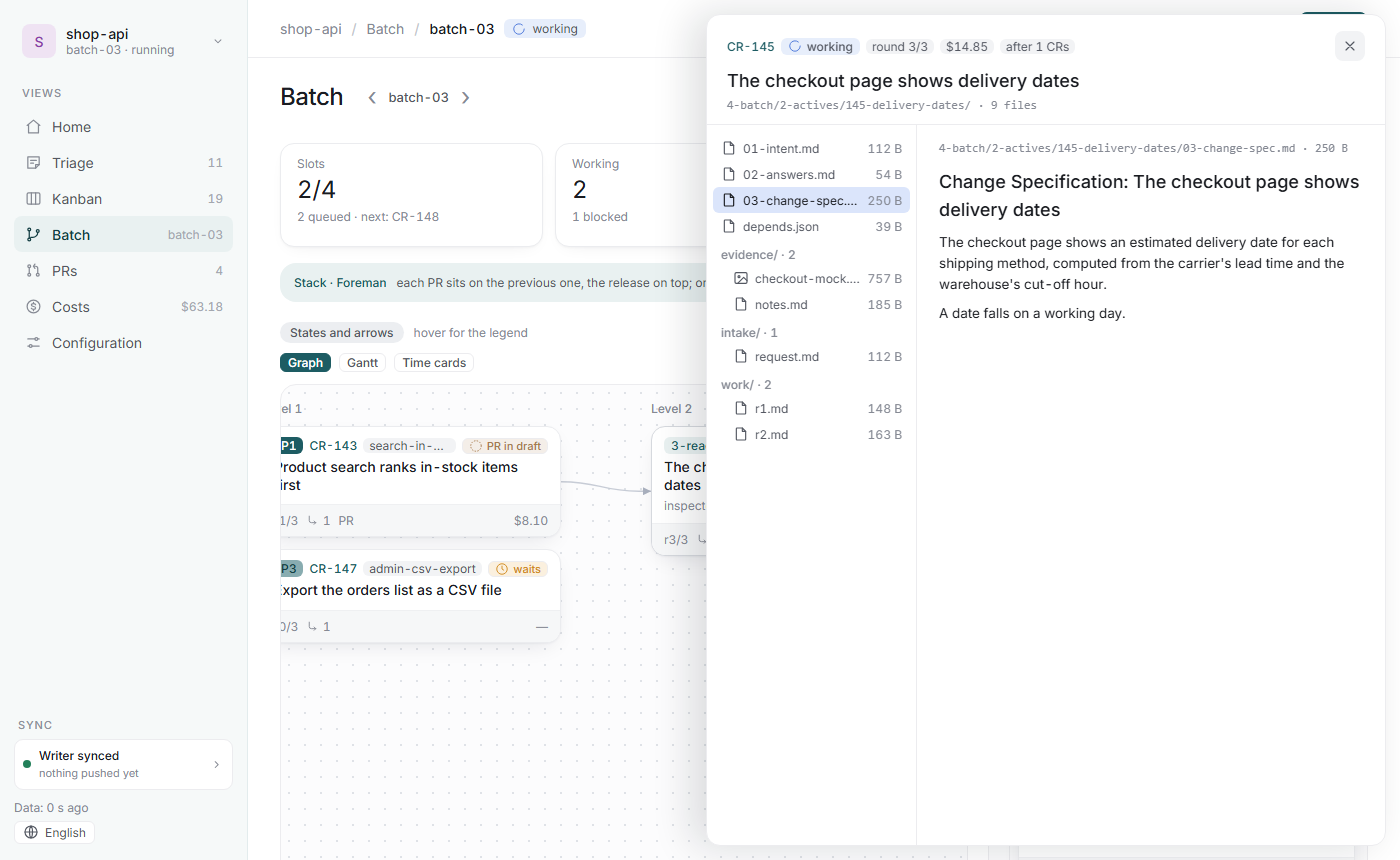 S
shop-api
batch-03 · running
VIEWS
Home
Triage 11
Kanban 19
Batch batch-03
PRs 4
Costs $63.18
Configuration
SYNC
Writer synced
nothing pushed yet
Data: 0 s ago
English
shop-api / Batch / batch-03 working
Batch batch-03
Slots
2/4
2 queued · next: CR-148
Working
2
1 blocked
Stack · Foreman each PR sits on the previous one, the release on top; or
States and arrows hover for the legend
Graph Gantt Time cards
el 1
P1 CR-143 search-in-... PR in draft
Product search ranks in-stock items
first
1/3 1 PR $8.10
P3 CR-147 admin-csv-export waits
Export the orders list as a CSV file
0/3 1 —
Level 2
3-rea
The ch
dates
inspect
r3/3
CR-145 working round 3/3 $14.85 after 1 CRs
The checkout page shows delivery dates
4-batch/2-actives/145-delivery-dates/ · 9 files
01-intent.md 112 B
02-answers.md 54 B
03-change-spec.... 250 B
depends.json 39 B
evidence/ · 2
checkout-mock.... 757 B
notes.md 185 B
intake/ · 1
request.md 112 B
work/ · 2
r1.md 148 B
r2.md 163 B
4-batch/2-actives/145-delivery-dates/03-change-spec.md · 250 B
Change Specification: The checkout page shows
delivery dates
The checkout page shows an estimated delivery date for each
shipping method, computed from the carrier's lead time and the
warehouse's cut-off hour.
A date falls on a working day.